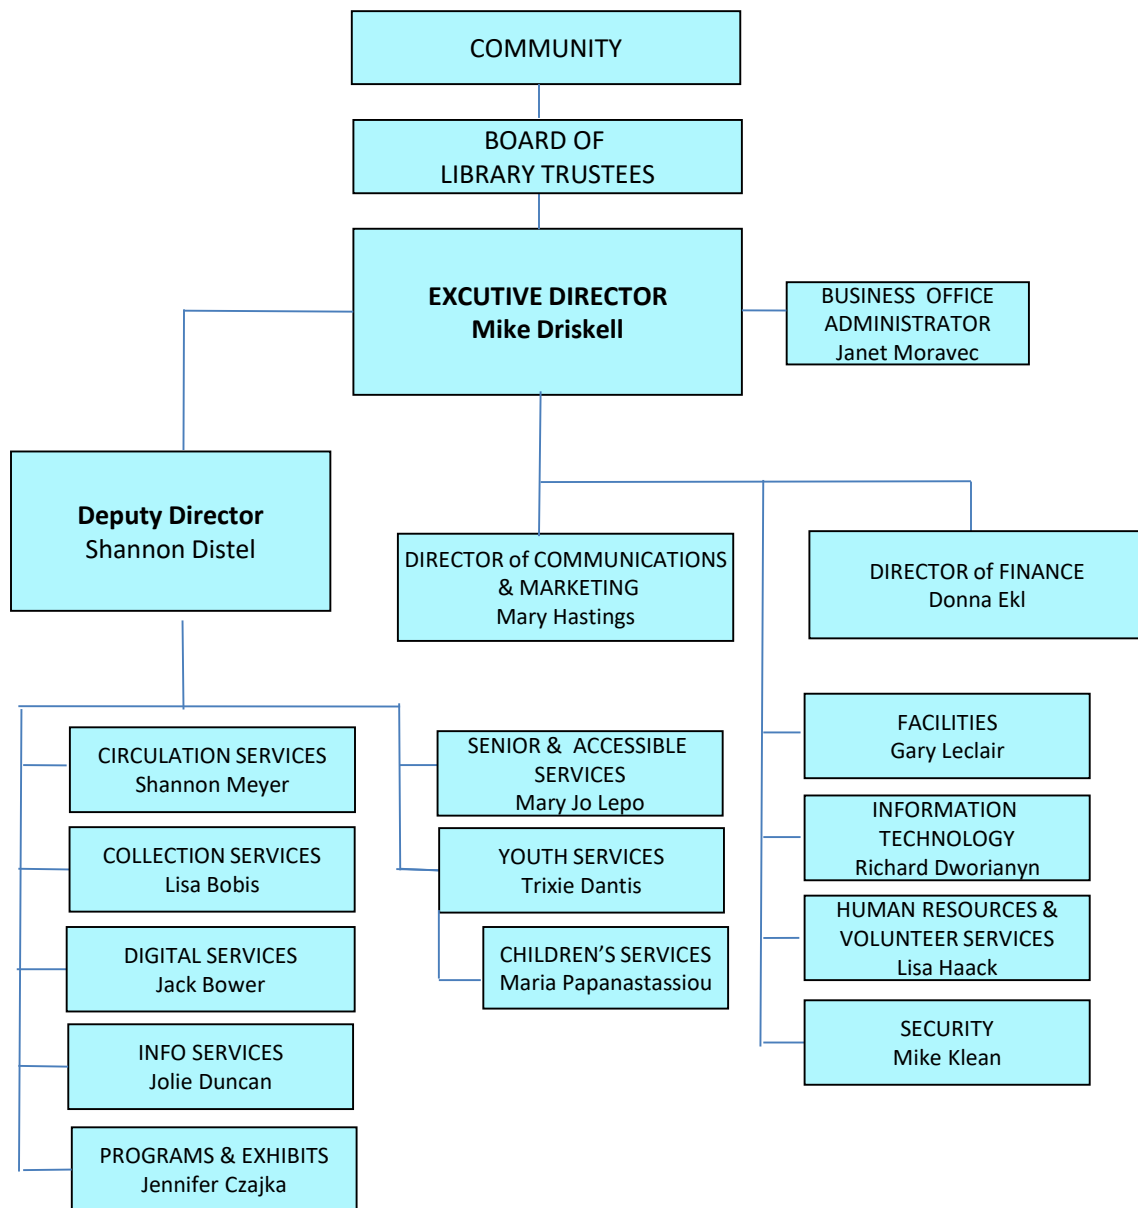 COMMUNITY
BOARD OF
LIBRARY TRUSTEES
EXCUTIVE DIRECTOR
Mike Driskell
BUSINESS OFFICE
ADMINISTRATOR
Janet Moravec
Deputy Director
Shannon Distel
DIRECTOR of COMMUNICATIONS
& MARKETING
Mary Hastings
DIRECTOR of FINANCE
Donna Ekl
CIRCULATION SERVICES
Shannon Meyer
COLLECTION SERVICES
Lisa Bobis
DIGITAL SERVICES
Jack Bower
INFO SERVICES
Jolie Duncan
PROGRAMS & EXHIBITS
Jennifer Czajka
SENIOR & ACCESSIBLE
SERVICES
Mary Jo Lepo
YOUTH SERVICES
Trixie Dantis
CHILDREN’S SERVICES
Maria Papanastassiou
FACILITIES
Gary Leclair
INFORMATION
TECHNOLOGY
Richard Dworianyn
HUMAN RESOURCES &
VOLUNTEER SERVICES
Lisa Haack
SECURITY
Mike Klean